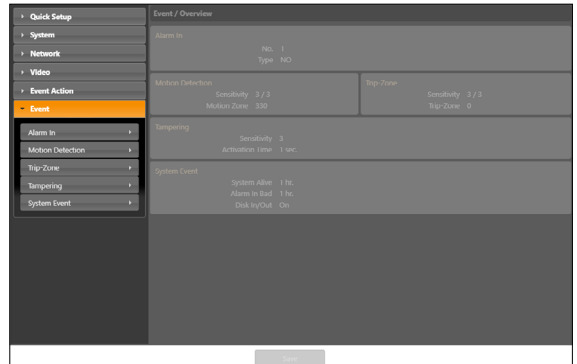 Quick Setup
System
Network
Video
Event Action
Event
Alarm In
Motion Detection
Trip-Zone
Tampering
System Event
Event / Overview
Alarm in
No. 1
Type NO
Motion Detection
Sensitivity 3 / 3
Motion Zone 330
Trip-Zone
Sensitivity 3 / 3
Trip-Zone 0
Tampering
Sensitivity 3
Activation Time 1 sec.
System Event
System Alive 1 hr.
Alarm In Bad 1 hr.
Disk In/Out On
Save